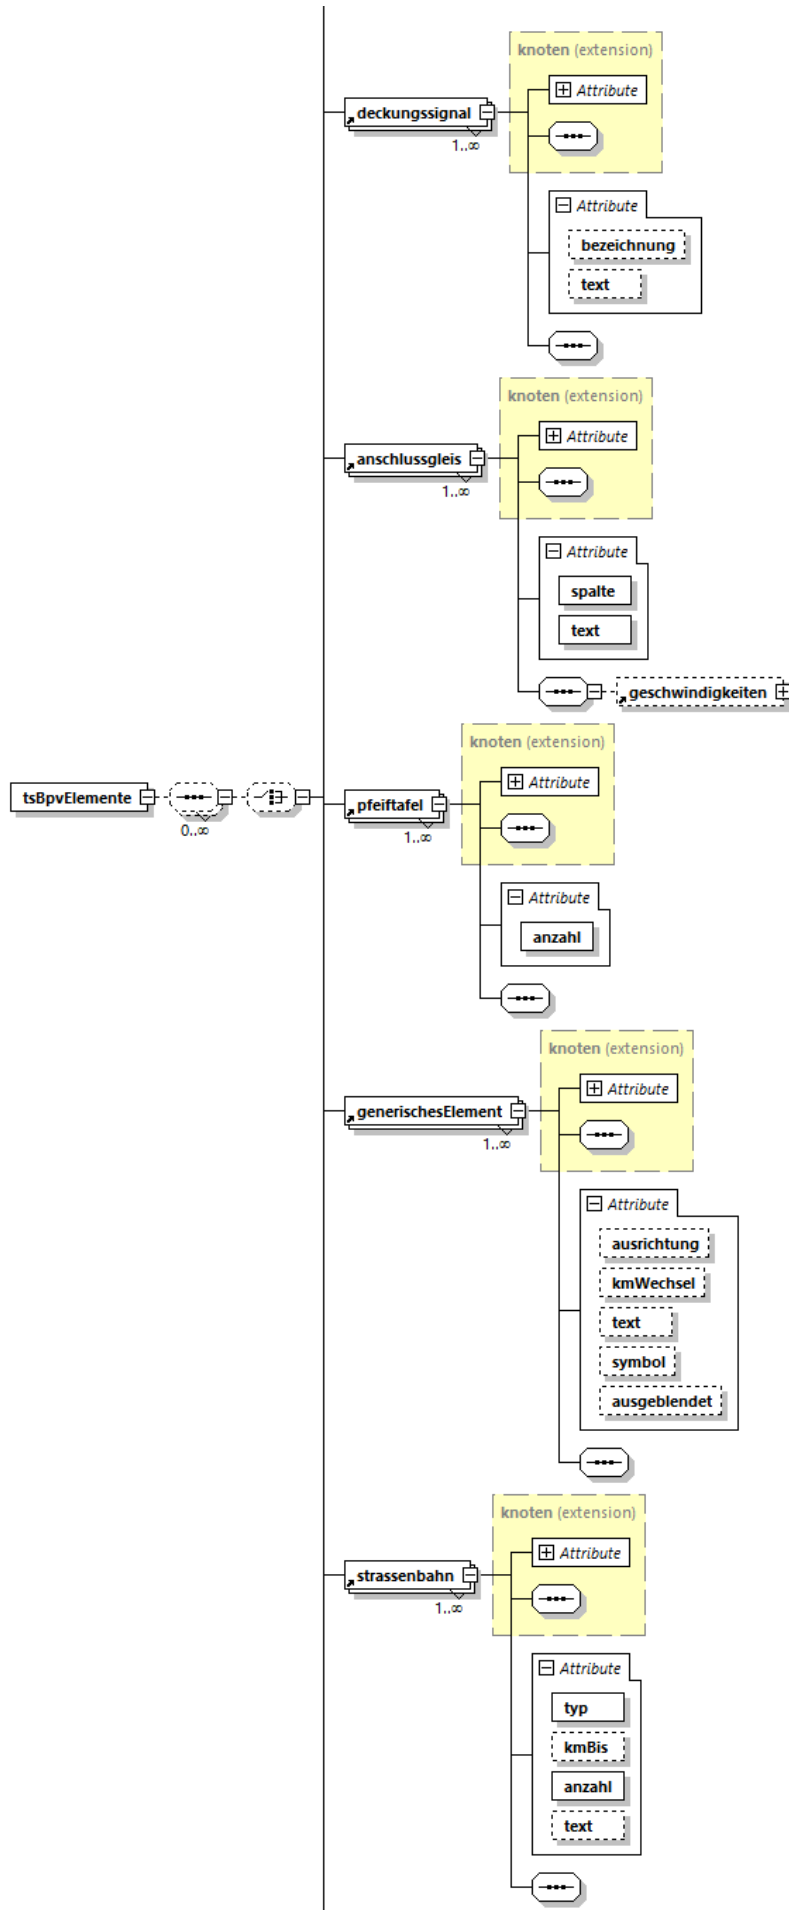 knoten (extension)
Attribute
deckungssignal
1..∞
Attribute
bezeichnung
text
knoten (extension)
Attribute
anschlussgleis
1..∞
Attribute
spalte
text
geschwindigkeiten
knoten (extension)
Attribute
tsBpvElemente
0..∞
pfeiftafel
1..∞
Attribute
anzahl
knoten (extension)
Attribute
generischesElement
1..∞
Attribute
ausrichtung
kmWechsel
text
symbol
ausgeblendet
knoten (extension)
Attribute
strassenbahn
1..∞
Attribute
typ
kmBis
anzahl
text